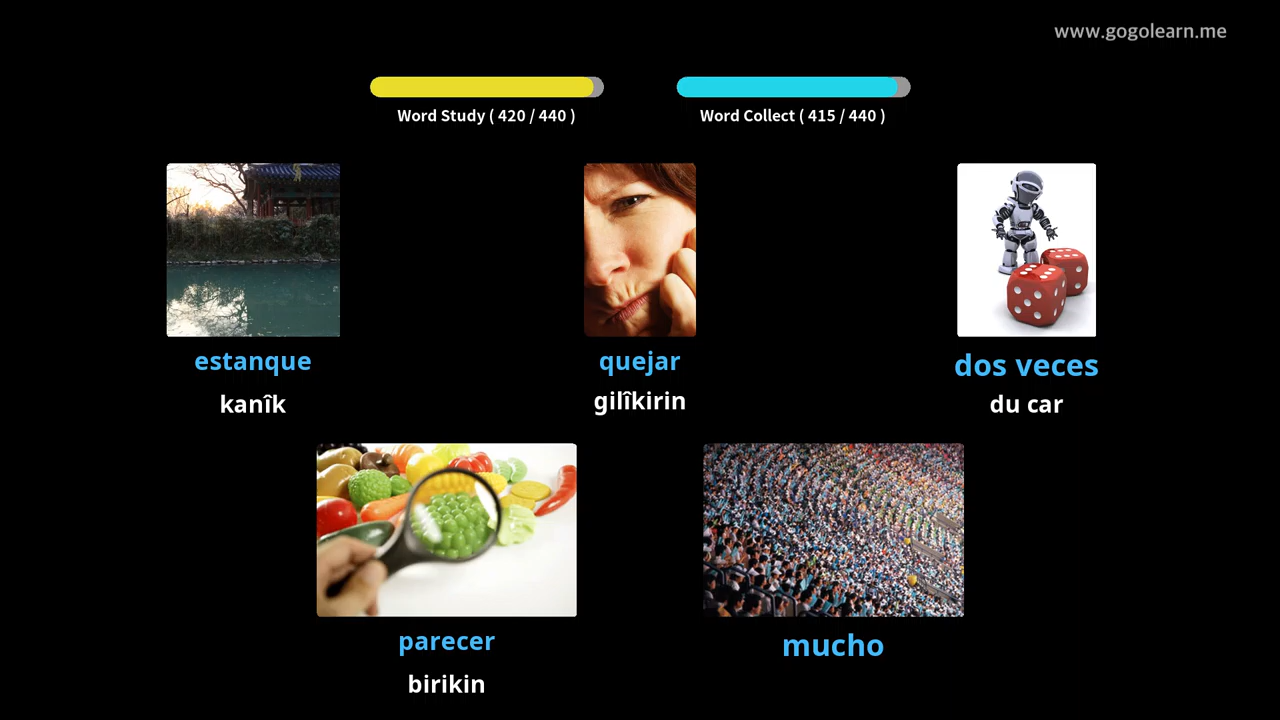 www.gogolearn.me
Word Study ( 420 / 440 )
Word Collect ( 415 / 440 )
estanque
quejar
dos veces
kanîk
gilîkirin
du car
parecer
mucho
birikin